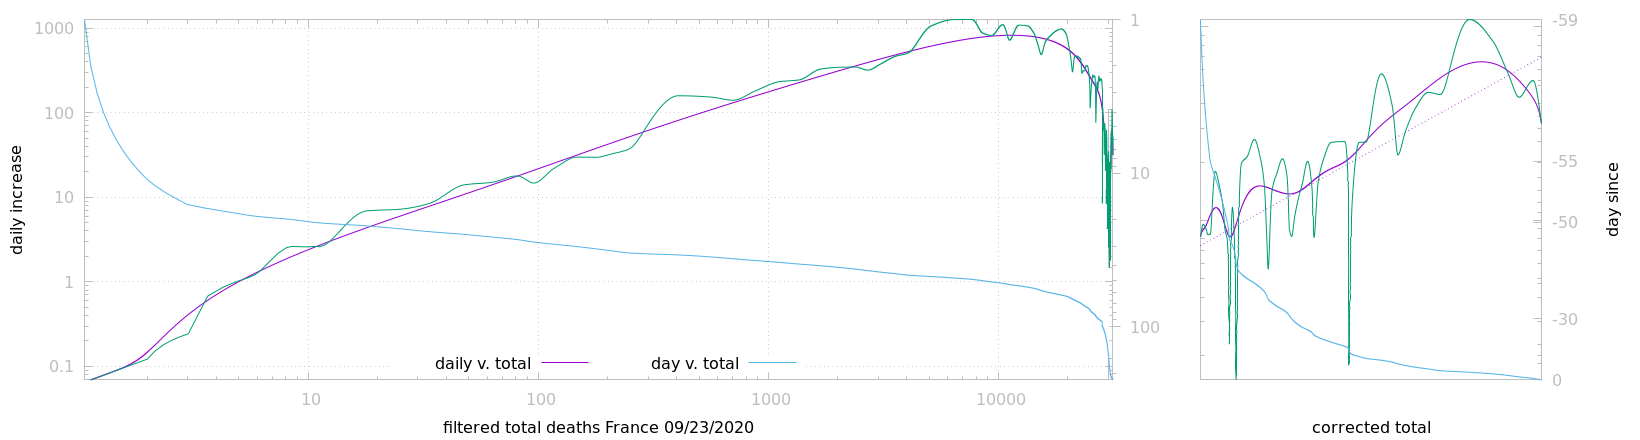 1000
100
10
1
0.1
daily increase
10
100
1000
10000
1
10
100
daily v. total
day v. total
filtered total deaths France 09/23/2020
-59
-55
-50
-30
0
day since
corrected total